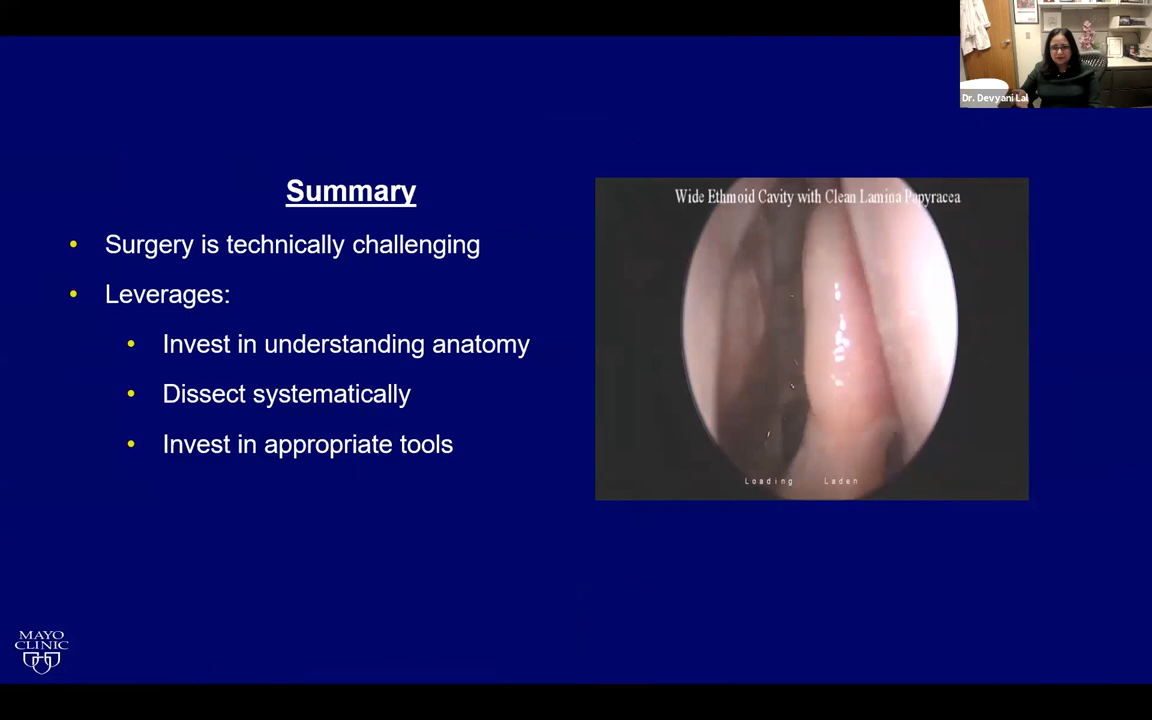 Dr. Devyani Lal
Summary
Surgery is technically challenging
Leverages:
Invest in understanding anatomy
Dissect systematically
Invest in appropriate tools
Wide Ethmoid Cavity with Clean Lamina Papyracea
Loading Laden
MAYO
CLINIC